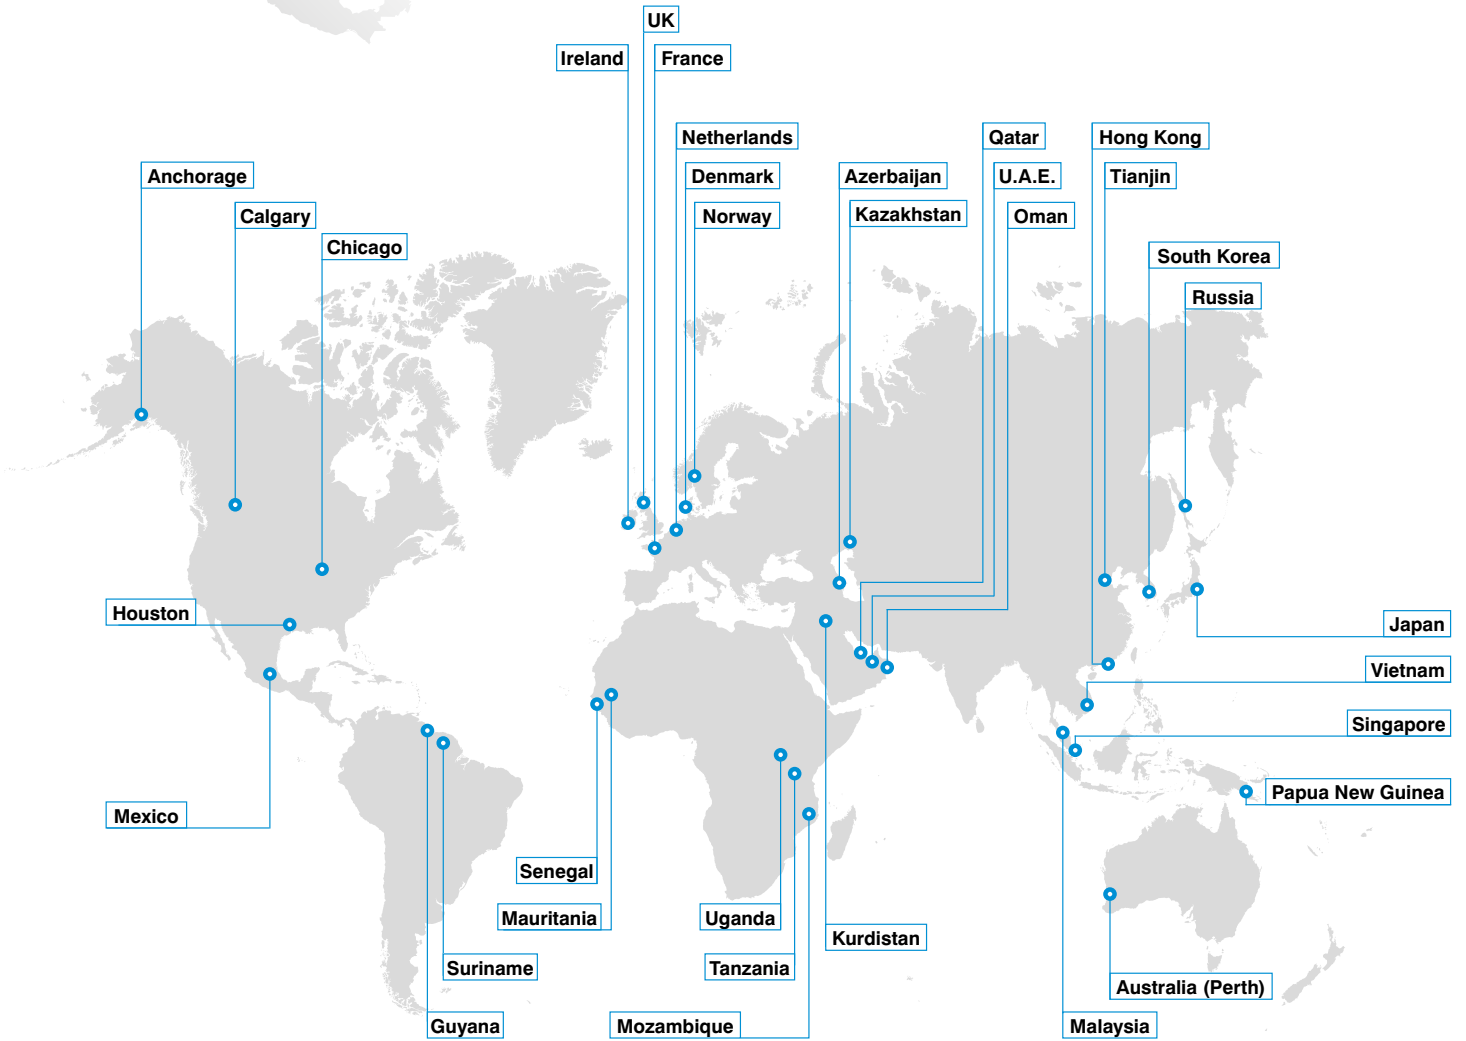 UK
Ireland
France
Netherlands
Qatar
Hong Kong
Anchorage
Denmark
Azerbaijan
U.A.E.
Tianjin
Calgary
Norway
Kazakhstan
Oman
Chicago
South Korea
Russia
Houston
Japan
Vietnam
Singapore
Papua New Guinea
Mexico
Senegal
Mauritania
Uganda
Kurdistan
Suriname
Tanzania
Australia (Perth)
Guyana
Mozambique
Malaysia